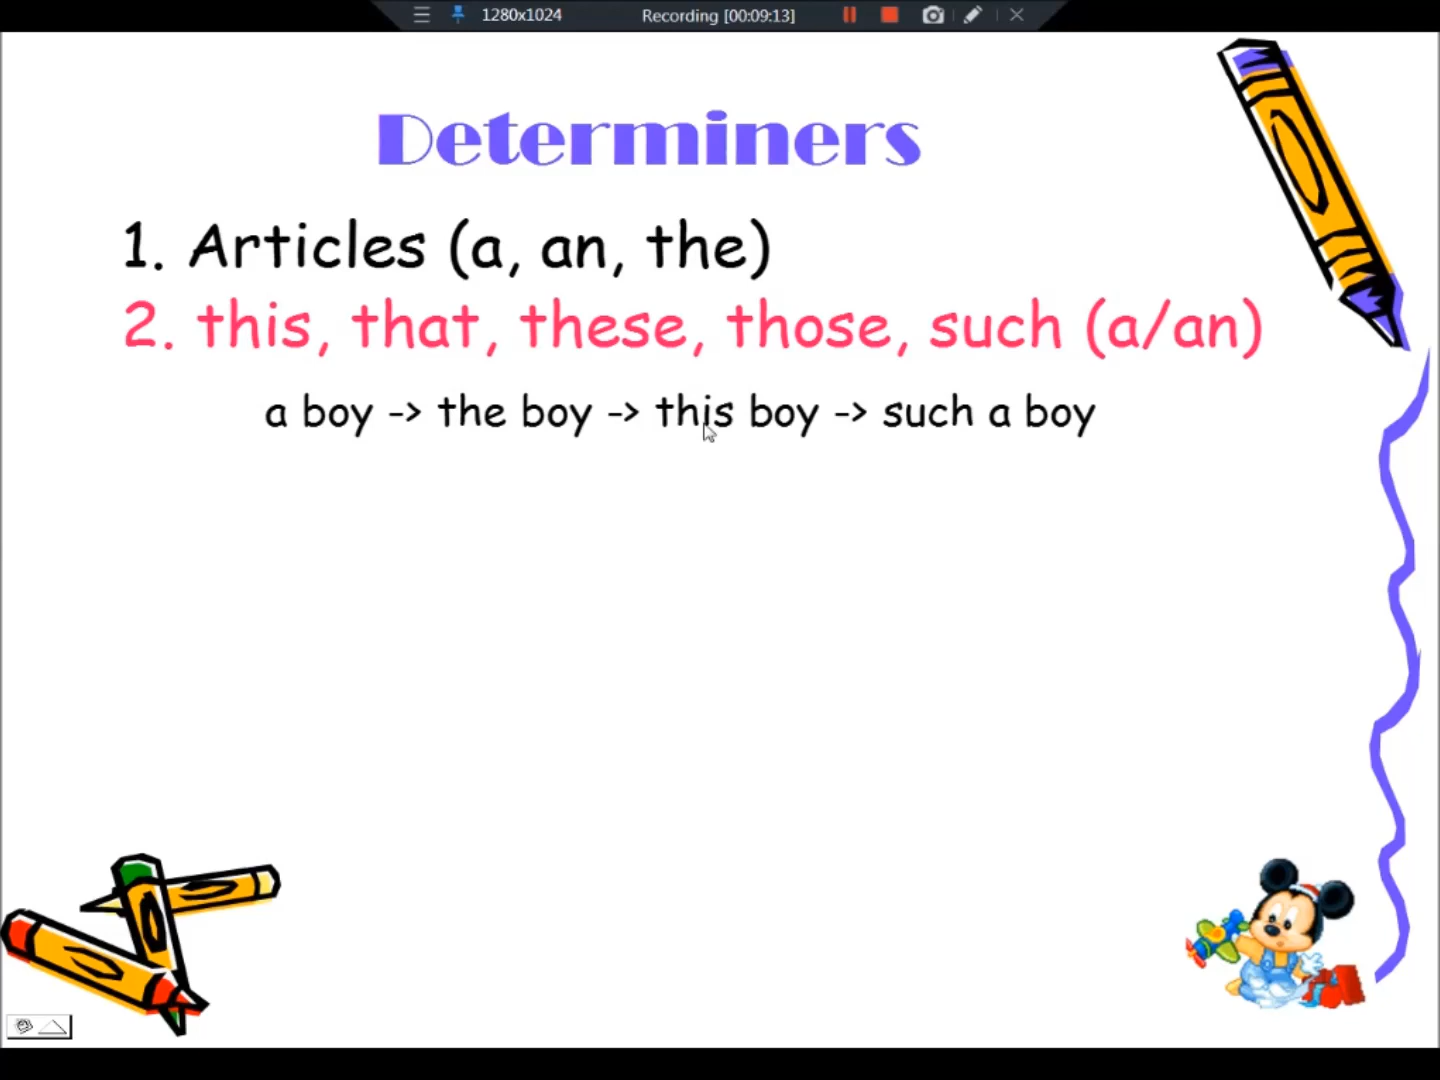 1280x1024 Recording [00:09:13]
Determiners
1. Articles (a, an, the)
2. this, that, these, those, such (a/an)
a boy -> the boy -> this boy -> such a boy